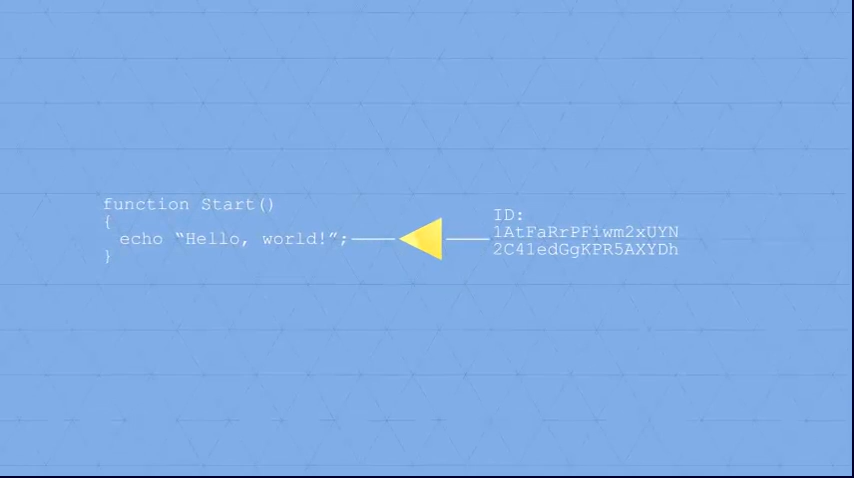 function Start()
{
echo “Hello, world!”;
}
ID:
1AtFaRrPFiwm2xUYN
2C41edGgKPR5AXYDh